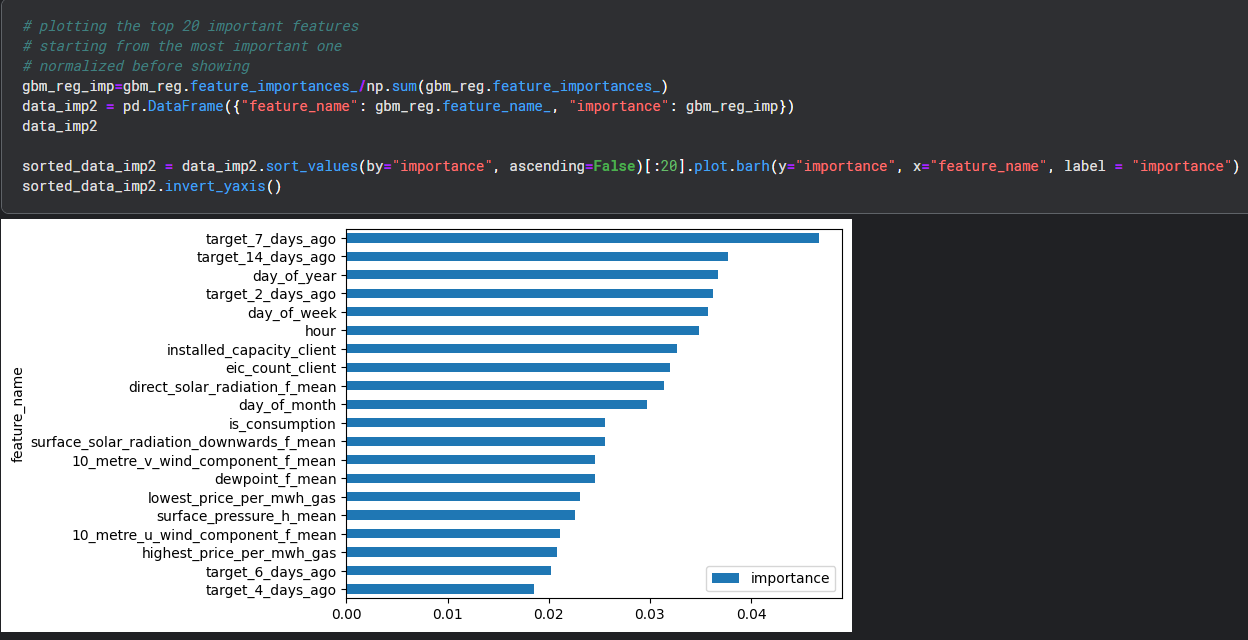 # plotting the top 20 important features
# starting from the most important one
# normalized before showing
gbm_reg_imp=gbm_reg.feature_importances_/np.sum(gbm_reg.feature_importances_)
data_imp2 = pd.DataFrame({"feature_name": gbm_reg.feature_name_, "importance": gbm_reg_imp})
data_imp2
sorted_data_imp2 = data_imp2.sort_values(by="importance", ascending=False)[:20].plot.barh(y="importance", x="feature_name", label = "importance")
sorted_data_imp2.invert_yaxis()
target_7_days_ago
target_14_days_ago
day_of_year
target_2_days_ago
day_of_week
hour
installed_capacity_client
eic_count_client
direct_solar_radiation_f_mean
day_of_month
is_consumption
surface_solar_radiation_downwards_f_mean
10_metre_v_wind_component_f_mean
dewpoint_f_mean
lowest_price_per_mwh_gas
surface_pressure_h_mean
10_metre_u_wind_component_f_mean
highest_price_per_mwh_gas
target_6_days_ago
target_4_days_ago
feature_name
importance
0.00 0.01 0.02 0.03 0.04